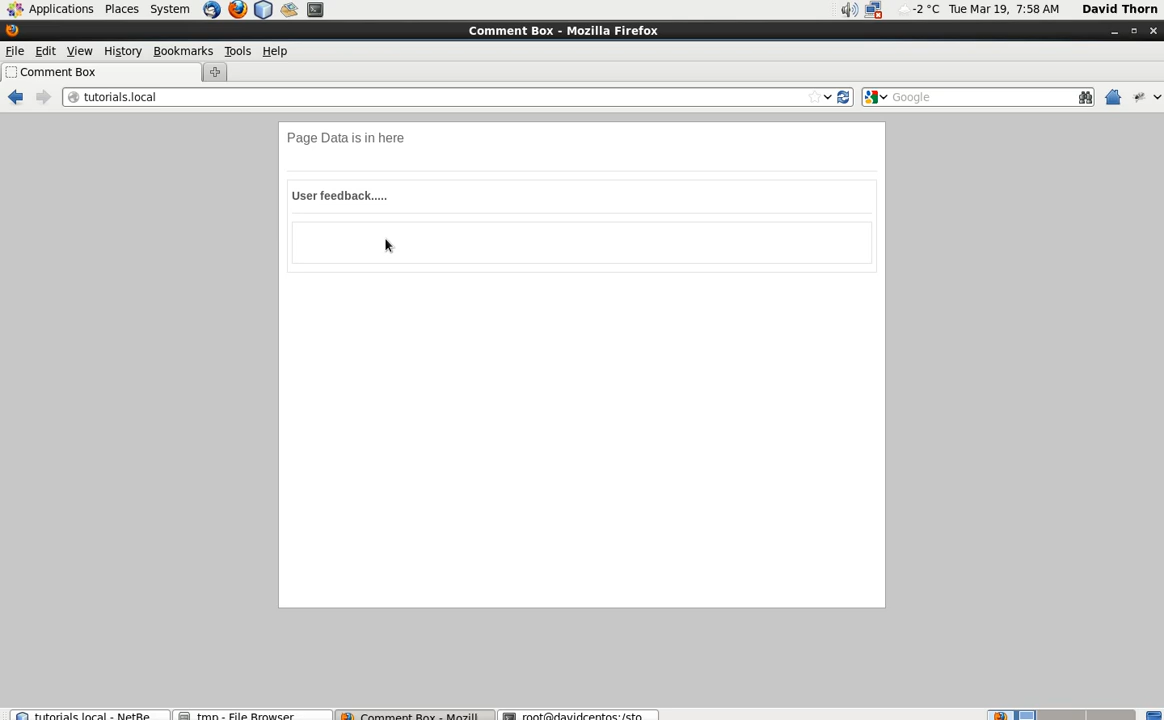 Applications Places System -2 °C Tue Mar 19, 7:58 AM David Thorn
Comment Box - Mozilla Firefox
File Edit View History Bookmarks Tools Help
Comment Box
tutorials.local Google
Page Data is in here
User feedback.....
tutorials.local - NetBe... tmp - File Browser Comment Box - Mozill... root@davidcentos:/sto...